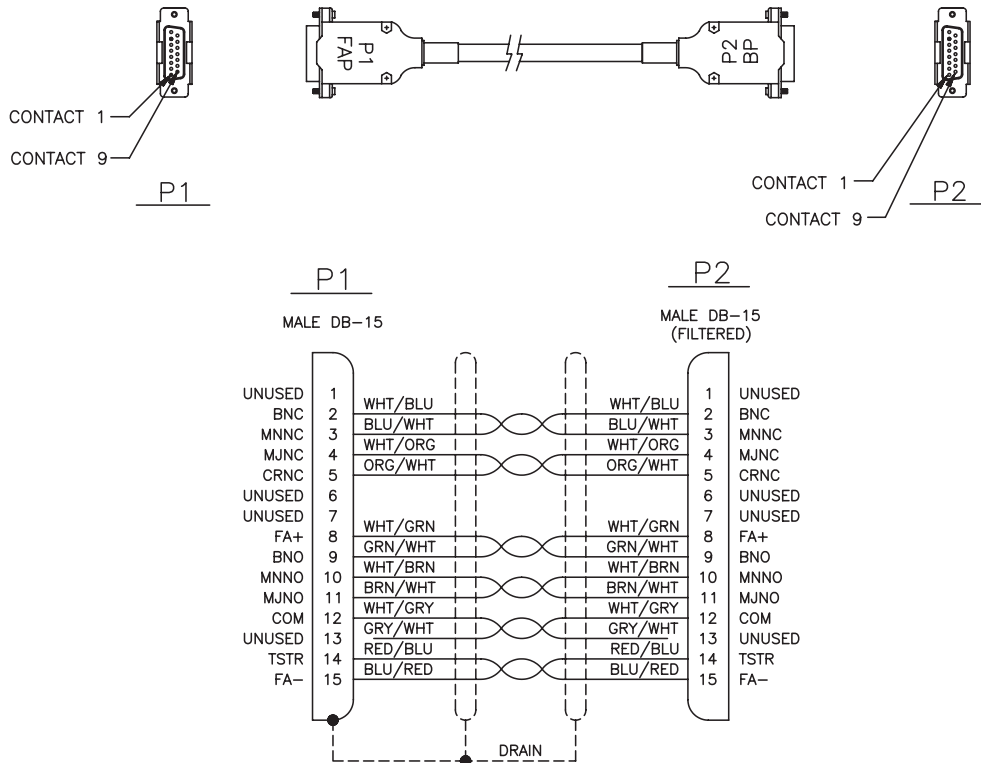 P1
FAP
P2
BP
CONTACT 1
CONTACT 9
P1
CONTACT 1
CONTACT 9
P2
P1
MALE DB-15
P2
MALE DB-15
(FILTERED)
UNUSED 1 1 UNUSED
BNC 2 WHT/BLU WHT/BLU 2 BNC
MNNC 3 BLU/WHT BLU/WHT 3 MNNC
MJNC 4 WHT/ORG WHT/ORG 4 MJNC
CRNC 5 ORG/WHT ORG/WHT 5 CRNC
UNUSED 6 6 UNUSED
UNUSED 7 7 UNUSED
FA+ 8 WHT/GRN WHT/GRN 8 FA+
BNO 9 GRN/WHT GRN/WHT 9 BNO
MNNO 10 WHT/BRN WHT/BRN 10 MNNO
MJNO 11 BRN/WHT BRN/WHT 11 MJNO
COM 12 WHT/GRY WHT/GRY 12 COM
UNUSED 13 GRY/WHT GRY/WHT 13 UNUSED
TSTR 14 RED/BLU RED/BLU 14 TSTR
FA- 15 BLU/RED BLU/RED 15 FA-
DRAIN